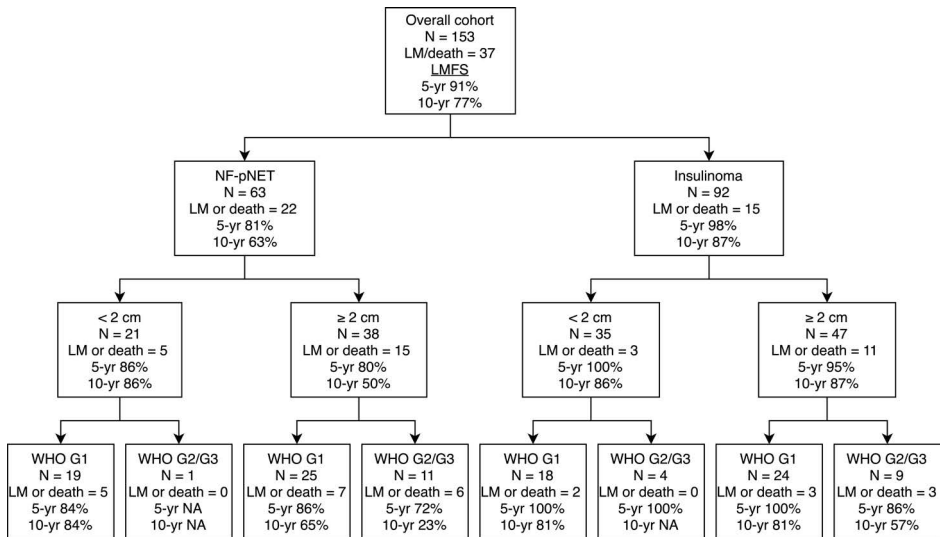 Overall cohort
N = 153
LM/death = 37
LMFS
5-yr 91%
10-yr 77%
NF-pNET
N = 63
LM or death = 22
5-yr 81%
10-yr 63%
Insulinoma
N = 92
LM or death = 15
5-yr 98%
10-yr 87%
< 2 cm
N = 21
LM or death = 5
5-yr 86%
10-yr 86%
≥ 2 cm
N = 38
LM or death = 15
5-yr 80%
10-yr 50%
< 2 cm
N = 35
LM or death = 3
5-yr 100%
10-yr 86%
≥ 2 cm
N = 47
LM or death = 11
5-yr 95%
10-yr 87%
WHO G1
N = 19
LM or death = 5
5-yr 84%
10-yr 84%
WHO G2/G3
N = 1
LM or death = 0
5-yr NA
10-yr NA
WHO G1
N = 25
LM or death = 7
5-yr 86%
10-yr 65%
WHO G2/G3
N = 11
LM or death = 6
5-yr 72%
10-yr 23%
WHO G1
N = 18
LM or death = 2
5-yr 100%
10-yr 81%
WHO G2/G3
N = 4
LM or death = 0
5-yr 100%
10-yr NA
WHO G1
N = 24
LM or death = 3
5-yr 100%
10-yr 81%
WHO G2/G3
N = 9
LM or death = 3
5-yr 86%
10-yr 57%